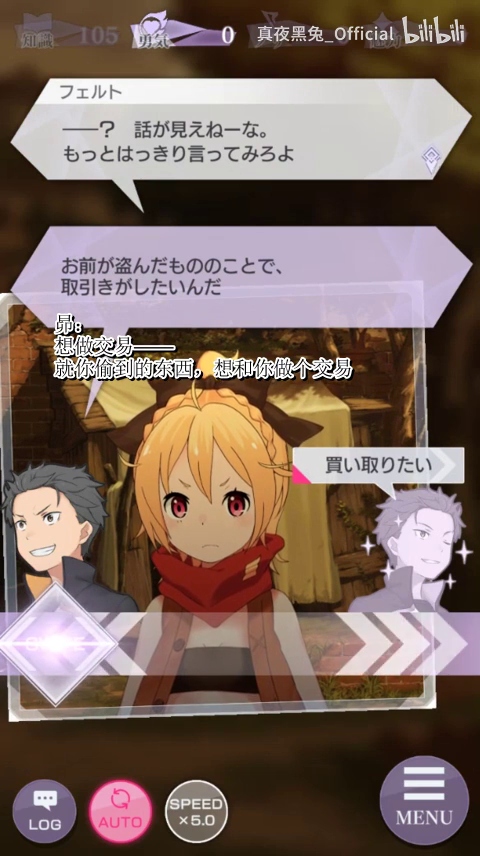 知識 105 勇気 0 真夜黑兔_Official bilibili
フェルト
——? 話が見えねーな。
もっとはっきり言ってみろよ
お前が盗んだもののことで、
取引きがしたいんだ
昴：
想做交易——
就你偷到的东西，想和你做个交易
買い取りたい
LOG
AUTO
SPEED
×5.0
MENU